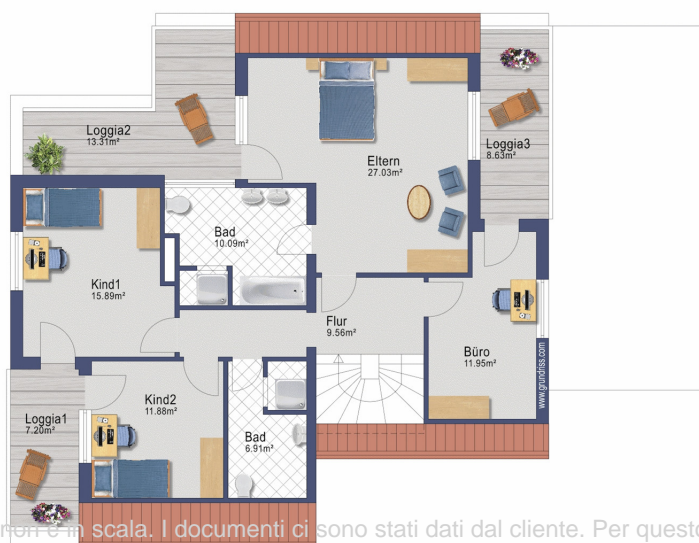 Loggia2
13.31m²
Eltern
27.03m²
Loggia3
8.63m²
Bad
10.09m²
Kind1
15.89m²
Flur
9.56m²
Büro
11.95m²
www.grundriss.com
Kind2
11.88m²
Loggia1
7.20m²
Bad
6.91m²
non è in scala. I documenti ci sono stati dati dal cliente. Per questo